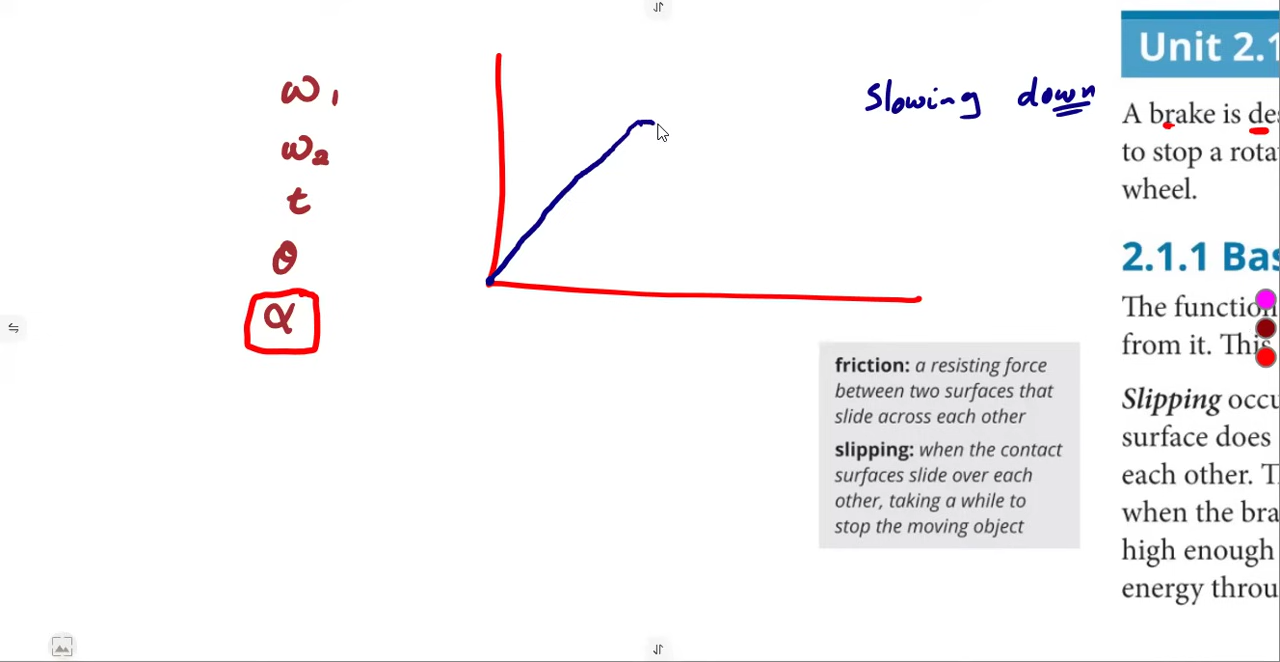 ω₁
ω₂
t
θ
α
Slowing down
friction: a resisting force
between two surfaces that
slide across each other
slipping: when the contact
surfaces slide over each
other, taking a while to
stop the moving object
Unit 2.1
A brake is des
to stop a rota
wheel.
2.1.1 Bas
The function
from it. This
Slipping occu
surface does
each other. T
when the bra
high enough
energy throu